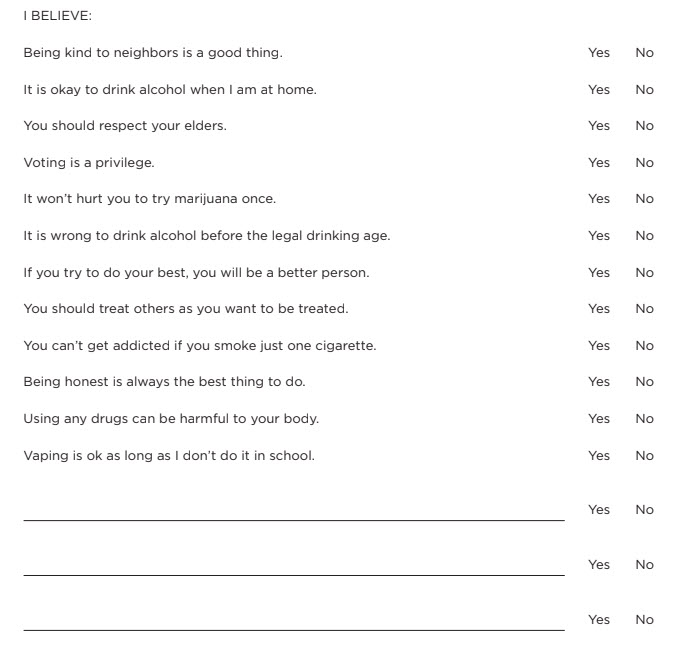 I BELIEVE:
Being kind to neighbors is a good thing. Yes No
It is okay to drink alcohol when I am at home. Yes No
You should respect your elders. Yes No
Voting is a privilege. Yes No
It won’t hurt you to try marijuana once. Yes No
It is wrong to drink alcohol before the legal drinking age. Yes No
If you try to do your best, you will be a better person. Yes No
You should treat others as you want to be treated. Yes No
You can’t get addicted if you smoke just one cigarette. Yes No
Being honest is always the best thing to do. Yes No
Using any drugs can be harmful to your body. Yes No
Vaping is ok as long as I don’t do it in school. Yes No
Yes No
Yes No
Yes No